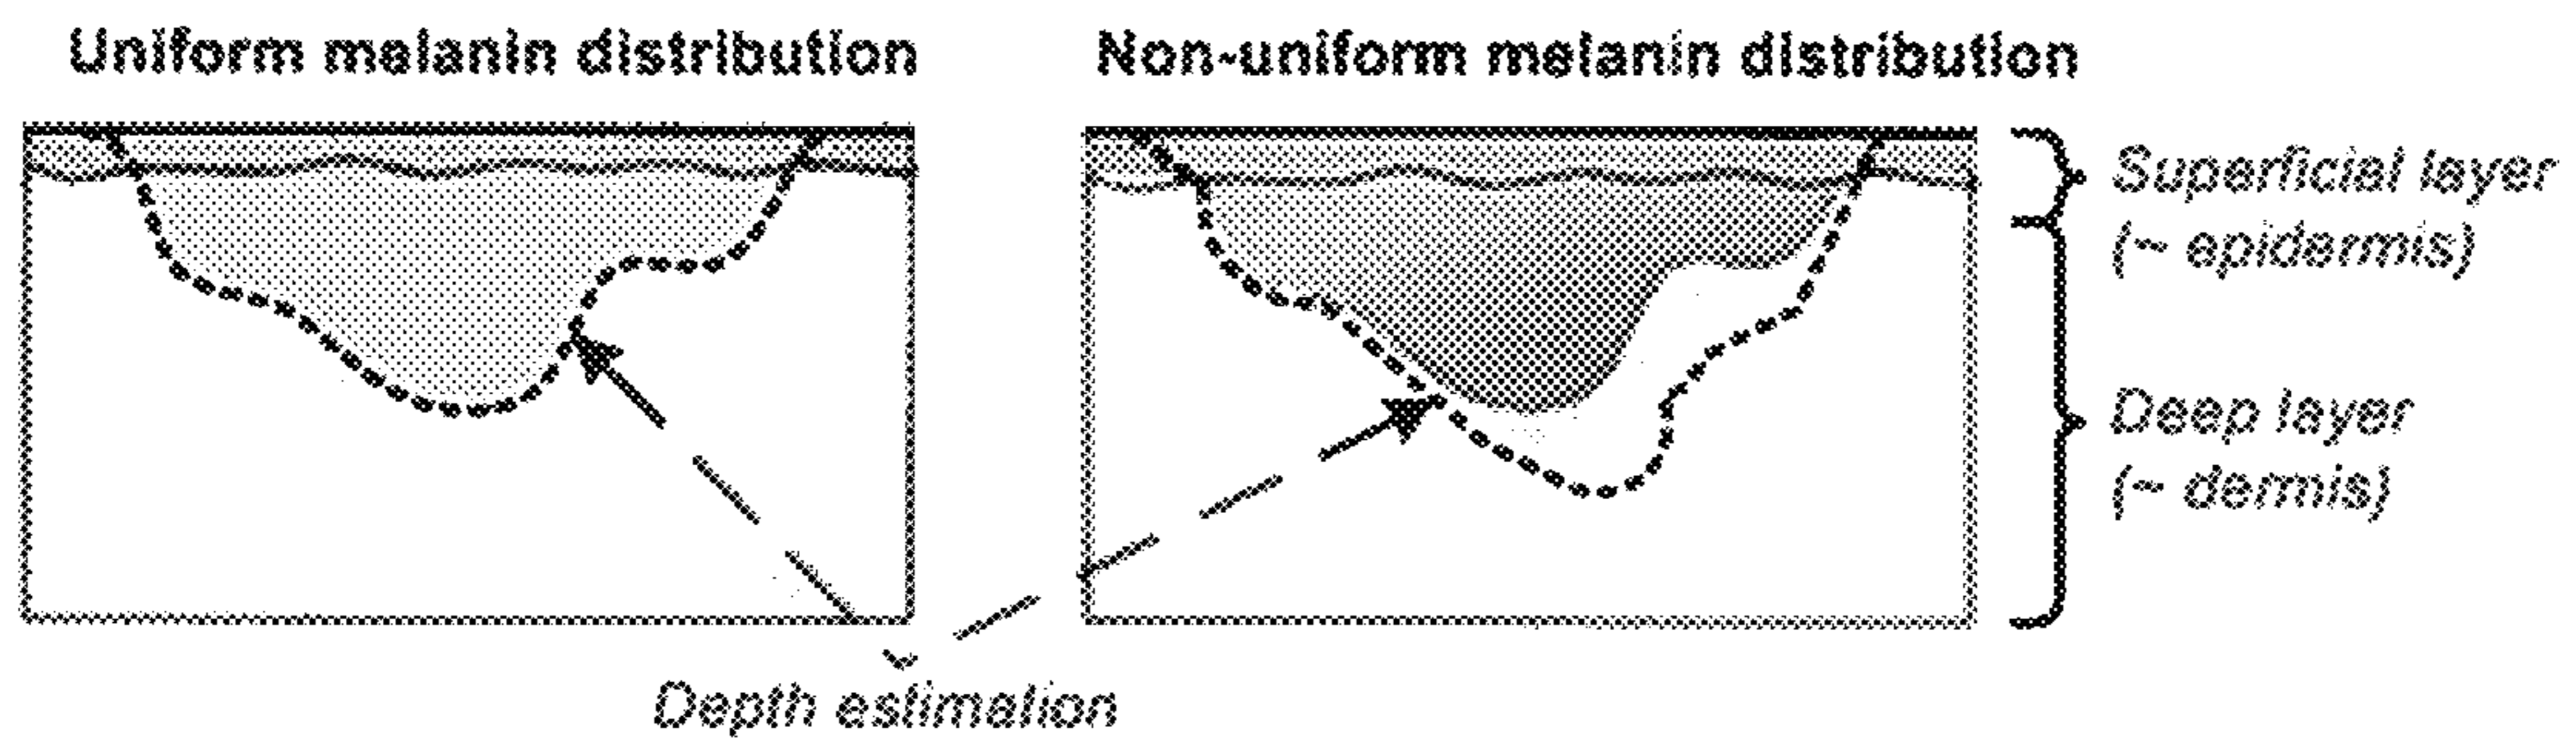 Uniform melanin distribution
Non-uniform melanin distribution
Superficial layer
(~ epidermis)
Deep layer
(~ dermis)
Depth estimation